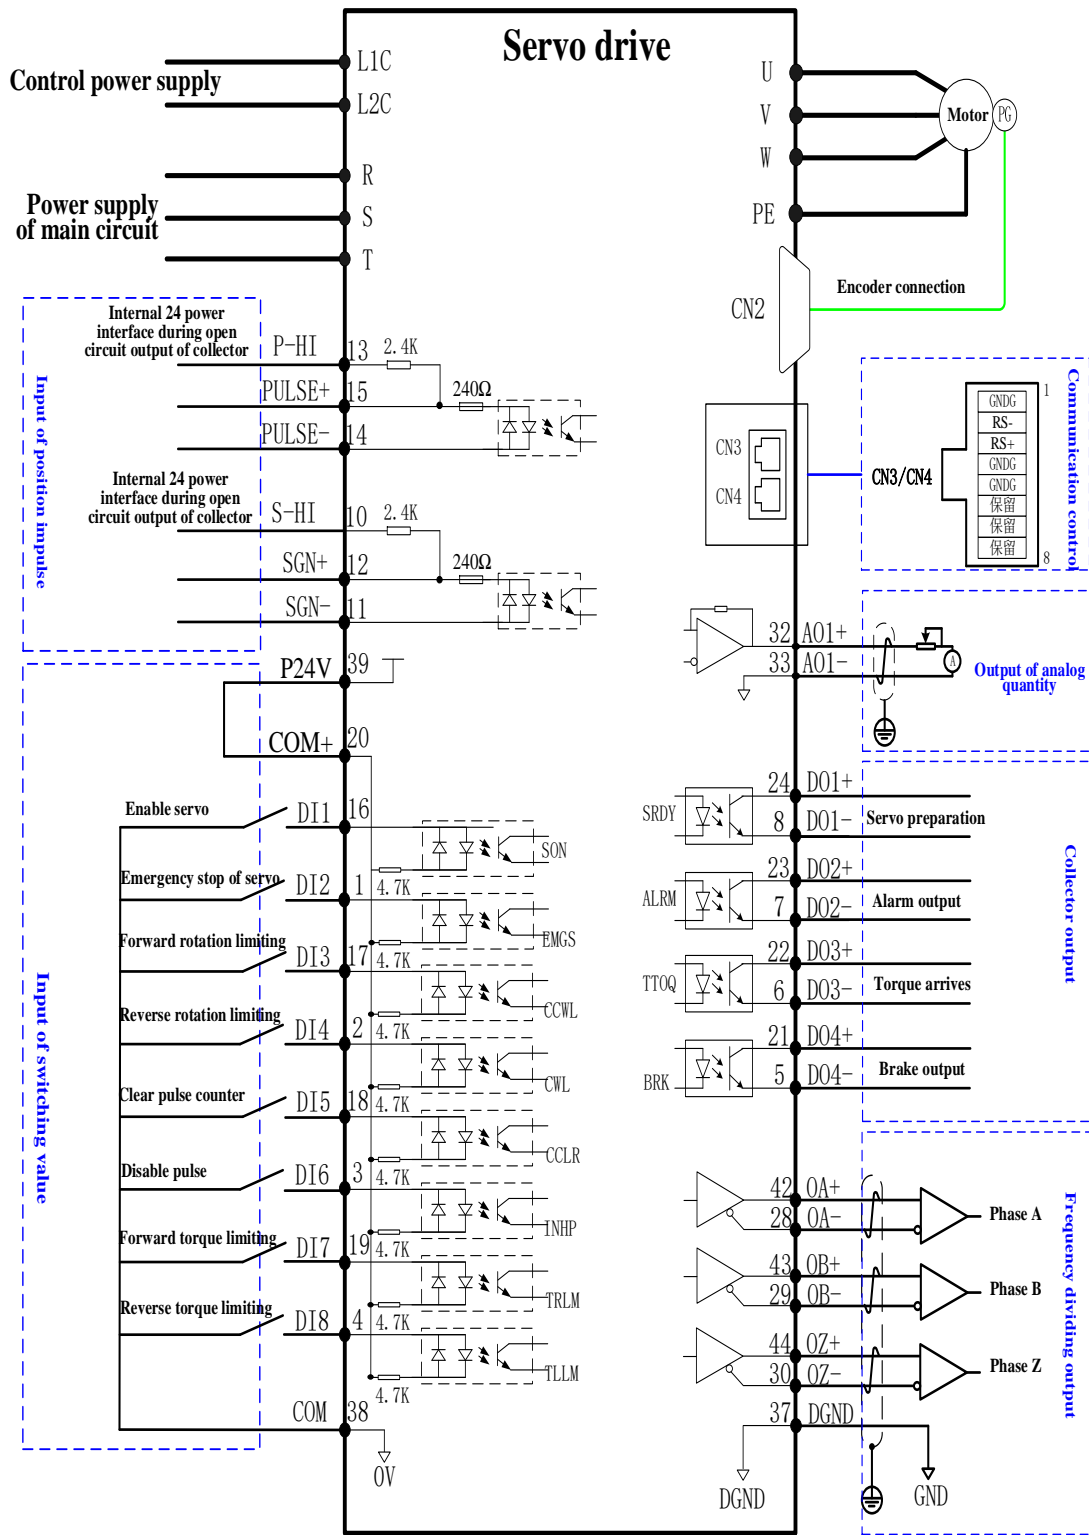 Servo drive
Control power supply
L1C
L2C
Power supply
of main circuit
R
S
T
U
V
W
PE
Motor
PG
CN2
Encoder connection
Input of position impulse
Internal 24 power
interface during open
circuit output of collector
P-HI
13
2.4K
PULSE+
15
240Ω
PULSE-
14
Internal 24 power
interface during open
circuit output of collector
S-HI
10
2.4K
SGN+
12
240Ω
SGN-
11
CN3
CN4
CN3/CN4
1
GNDG
RS-
RS+
GNDG
GNDG
保留
保留
保留
8
Communication control
32
AO1+
33
AO1-
A
Output of analog
quantity
Input of switching value
P24V
39
COM+
20
Enable servo
DI1
16
SON
4.7K
Emergency stop of servo
DI2
1
EMGS
4.7K
Forward rotation limiting
DI3
17
CCWL
4.7K
Reverse rotation limiting
DI4
2
CWL
4.7K
Clear pulse counter
DI5
18
CCLR
4.7K
Disable pulse
DI6
3
INHP
4.7K
Forward torque limiting
DI7
19
TRLM
4.7K
Reverse torque limiting
DI8
4
TLLM
4.7K
COM
38
0V
SRDY
24
DO1+
8
DO1-
Servo preparation
ALRM
23
DO2+
7
DO2-
Alarm output
TTOQ
22
DO3+
6
DO3-
Torque arrives
BRK
21
DO4+
5
DO4-
Brake output
Collector output
42
OA+
28
OA-
Phase A
43
OB+
29
OB-
Phase B
44
OZ+
30
OZ-
Phase Z
37
DGND
DGND
GND
Frequency dividing output